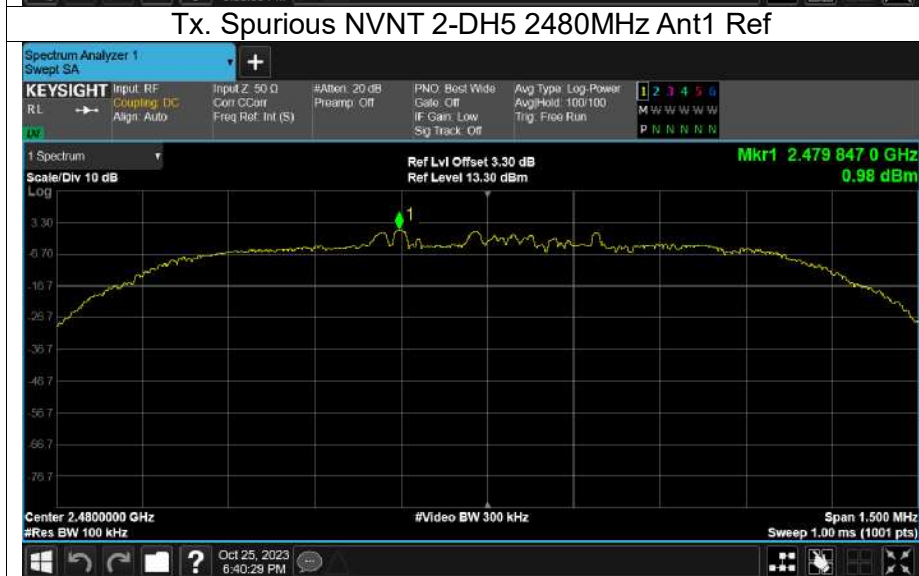 Tx. Spurious NVNT 2-DH5 2480MHz Ant1 Ref
Spectrum Analyzer 1
Swept SA
+
KEYSIGHT
RL
Input: RF
Coupling: DC
Align: Auto
Input Z: 50 Ω
Corr CCorr
Freq Ref: Int (S)
#Atten: 20 dB
Preamp: Off
PNO: Best Wide
Gate: Off
IF Gain: Low
Sig Track: Off
Avg Type: Log-Power
Avg|Hold: 100/100
Trig: Free Run
1 2 3 4 5 6
M W W W W W
P N N N N N
1 Spectrum
Scale/Div 10 dB
Ref Lvl Offset 3.30 dB
Ref Level 13.30 dBm
Mkr1 2.479 847 0 GHz
0.98 dBm
Log
1
3.30
-6.70
-16.7
-26.7
-36.7
-46.7
-56.7
-66.7
-76.7
Center 2.4800000 GHz
#Res BW 100 kHz
#Video BW 300 kHz
Span 1.500 MHz
Sweep 1.00 ms (1001 pts)
?
Oct 25, 2023
6:40:29 PM